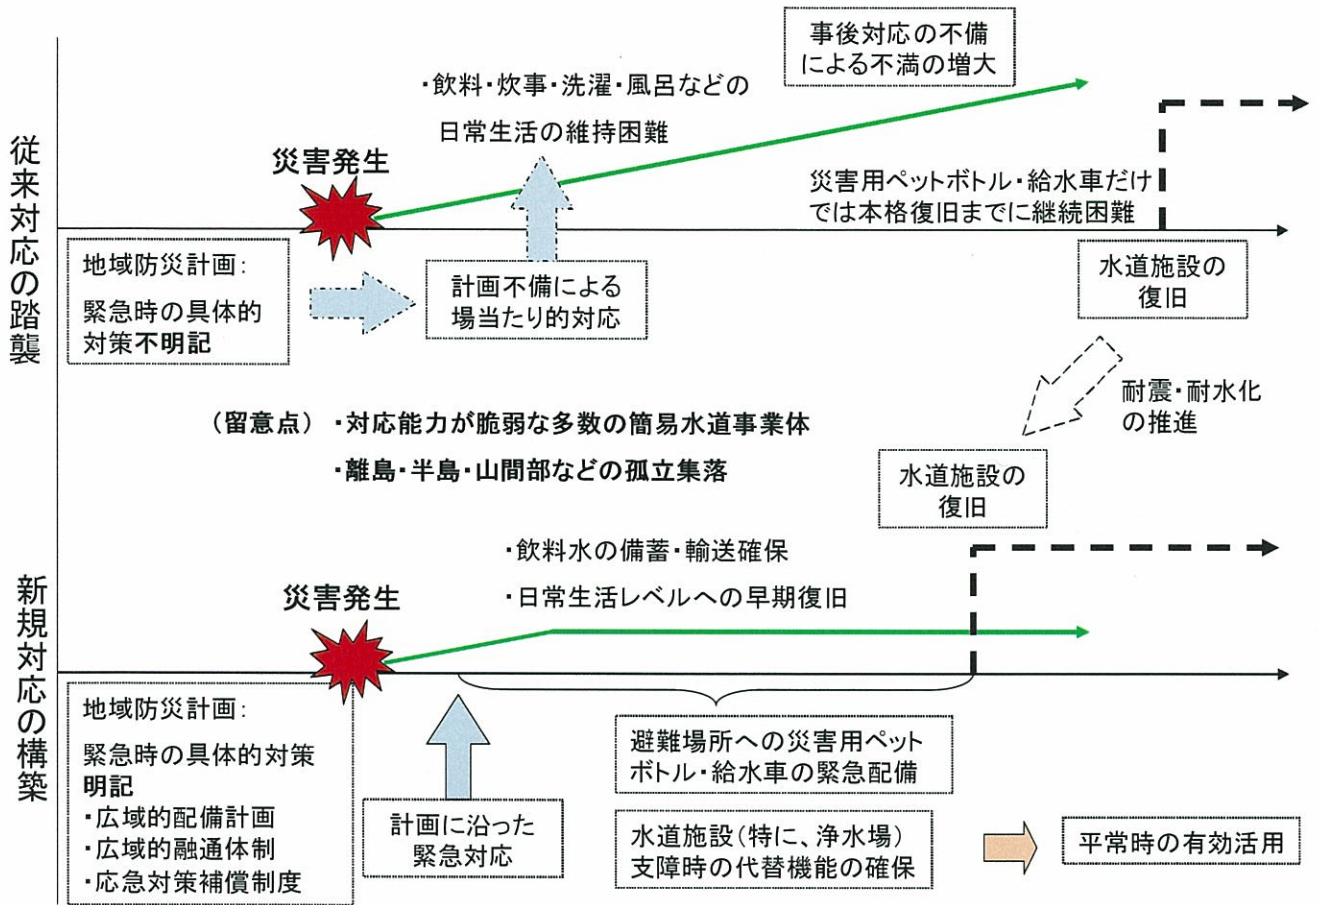 従来対応の踏襲
事後対応の不備
による不満の増大
・飲料・炊事・洗濯・風呂などの
日常生活の維持困難
災害発生
災害用ペットボトル・給水車だけ
では本格復旧までに継続困難
地域防災計画：
緊急時の具体的
対策不明記
計画不備による
場当たり的対応
水道施設の
復旧
耐震・耐水化
の推進
（留意点）・対応能力が脆弱な多数の簡易水道事業体
・離島・半島・山間部などの孤立集落
水道施設の
復旧
新規対応の構築
・飲料水の備蓄・輸送確保
・日常生活レベルへの早期復旧
災害発生
地域防災計画：
緊急時の具体的対策
明記
・広域的配備計画
・広域的融通体制
・応急対策補償制度
計画に沿った
緊急対応
避難場所への災害用ペット
ボトル・給水車の緊急配備
水道施設（特に、浄水場）
支障時の代替機能の確保
平常時の有効活用